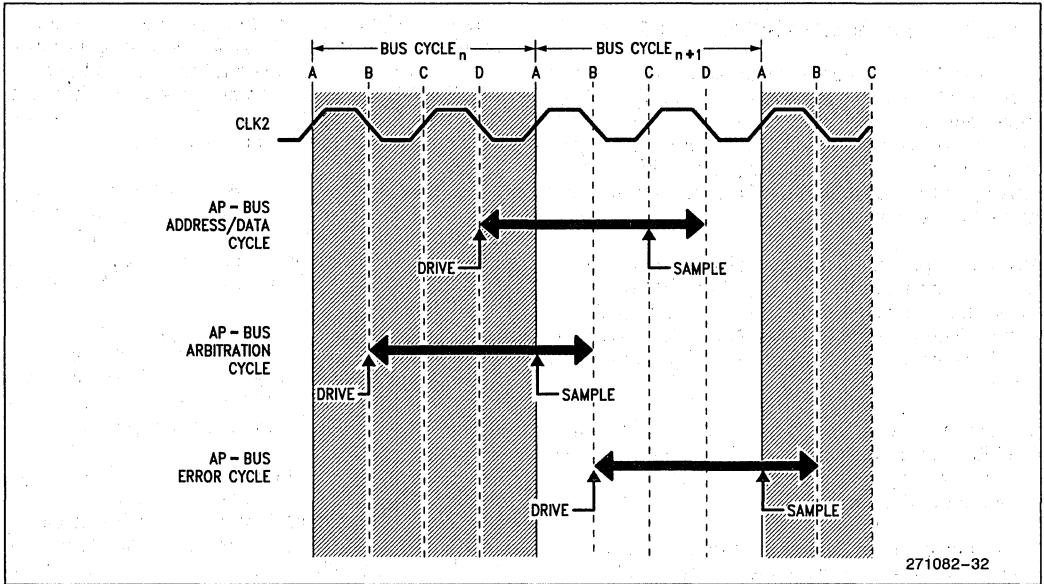 BUS CYCLE n BUS CYCLE n+1
A B C D A B C D A B C
CLK2
AP-BUS
ADDRESS/DATA
CYCLE
DRIVE SAMPLE
AP-BUS
ARBITRATION
CYCLE
DRIVE SAMPLE
AP-BUS
ERROR CYCLE
DRIVE SAMPLE
271082-32